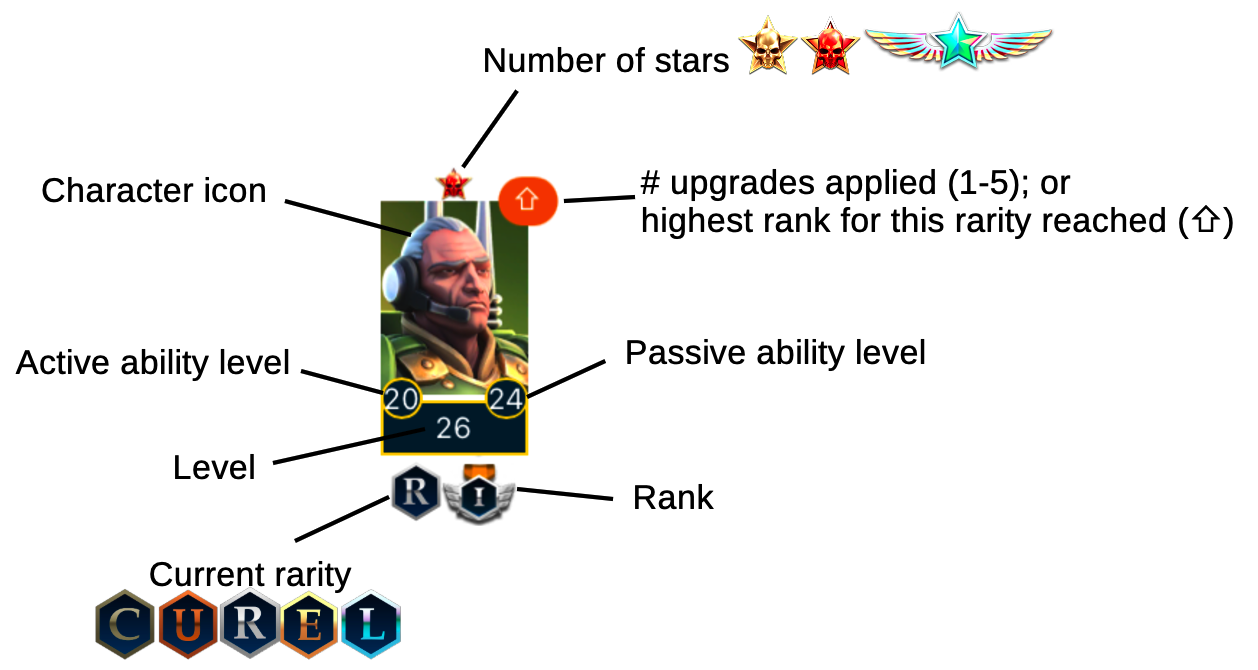 Number of stars
Character icon
# upgrades applied (1-5); or
highest rank for this rarity reached (⇧)
⇧
Active ability level
Passive ability level
20
24
26
Level
R
I
Rank
Current rarity
C U R E L